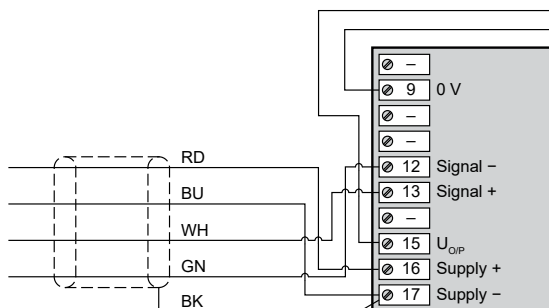 –
9 0 V
–
–
RD
12 Signal −
BU
13 Signal +
–
WH
15 U O/P
GN
16 Supply +
BK
17 Supply −